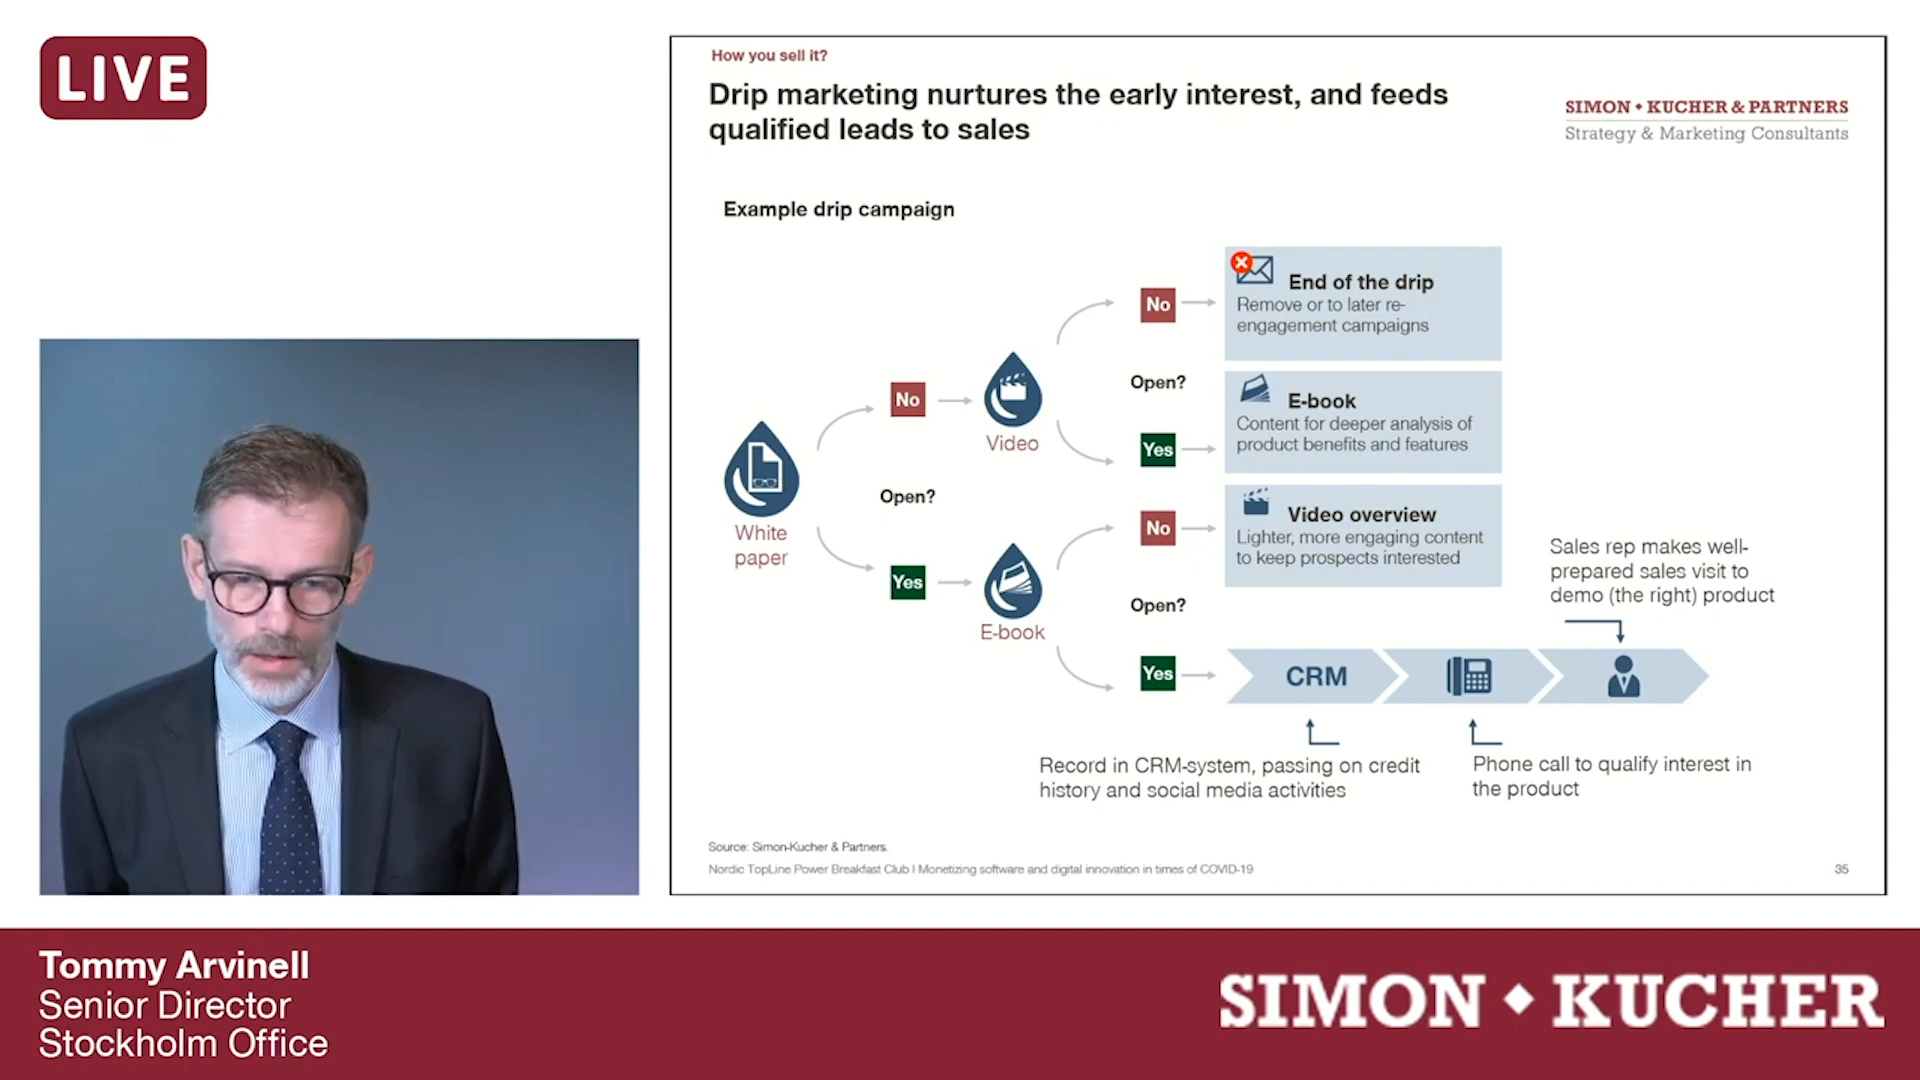 LIVE
How you sell it?
Drip marketing nurtures the early interest, and feeds
qualified leads to sales
SIMON • KUCHER & PARTNERS
Strategy & Marketing Consultants
Example drip campaign
White
paper
Open?
No
Yes
Video
E-book
Open?
No
Yes
Open?
No
Yes
End of the drip
Remove or to later re-
engagement campaigns
E-book
Content for deeper analysis of
product benefits and features
Video overview
Lighter, more engaging content
to keep prospects interested
Sales rep makes well-
prepared sales visit to
demo (the right) product
CRM
Record in CRM-system, passing on credit
history and social media activities
Phone call to qualify interest in
the product
Source: Simon-Kucher & Partners.
Nordic TopLine Power Breakfast Club | Monetizing software and digital innovation in times of COVID-19
35
Tommy Arvinell
Senior Director
Stockholm Office
SIMON ◆ KUCHER